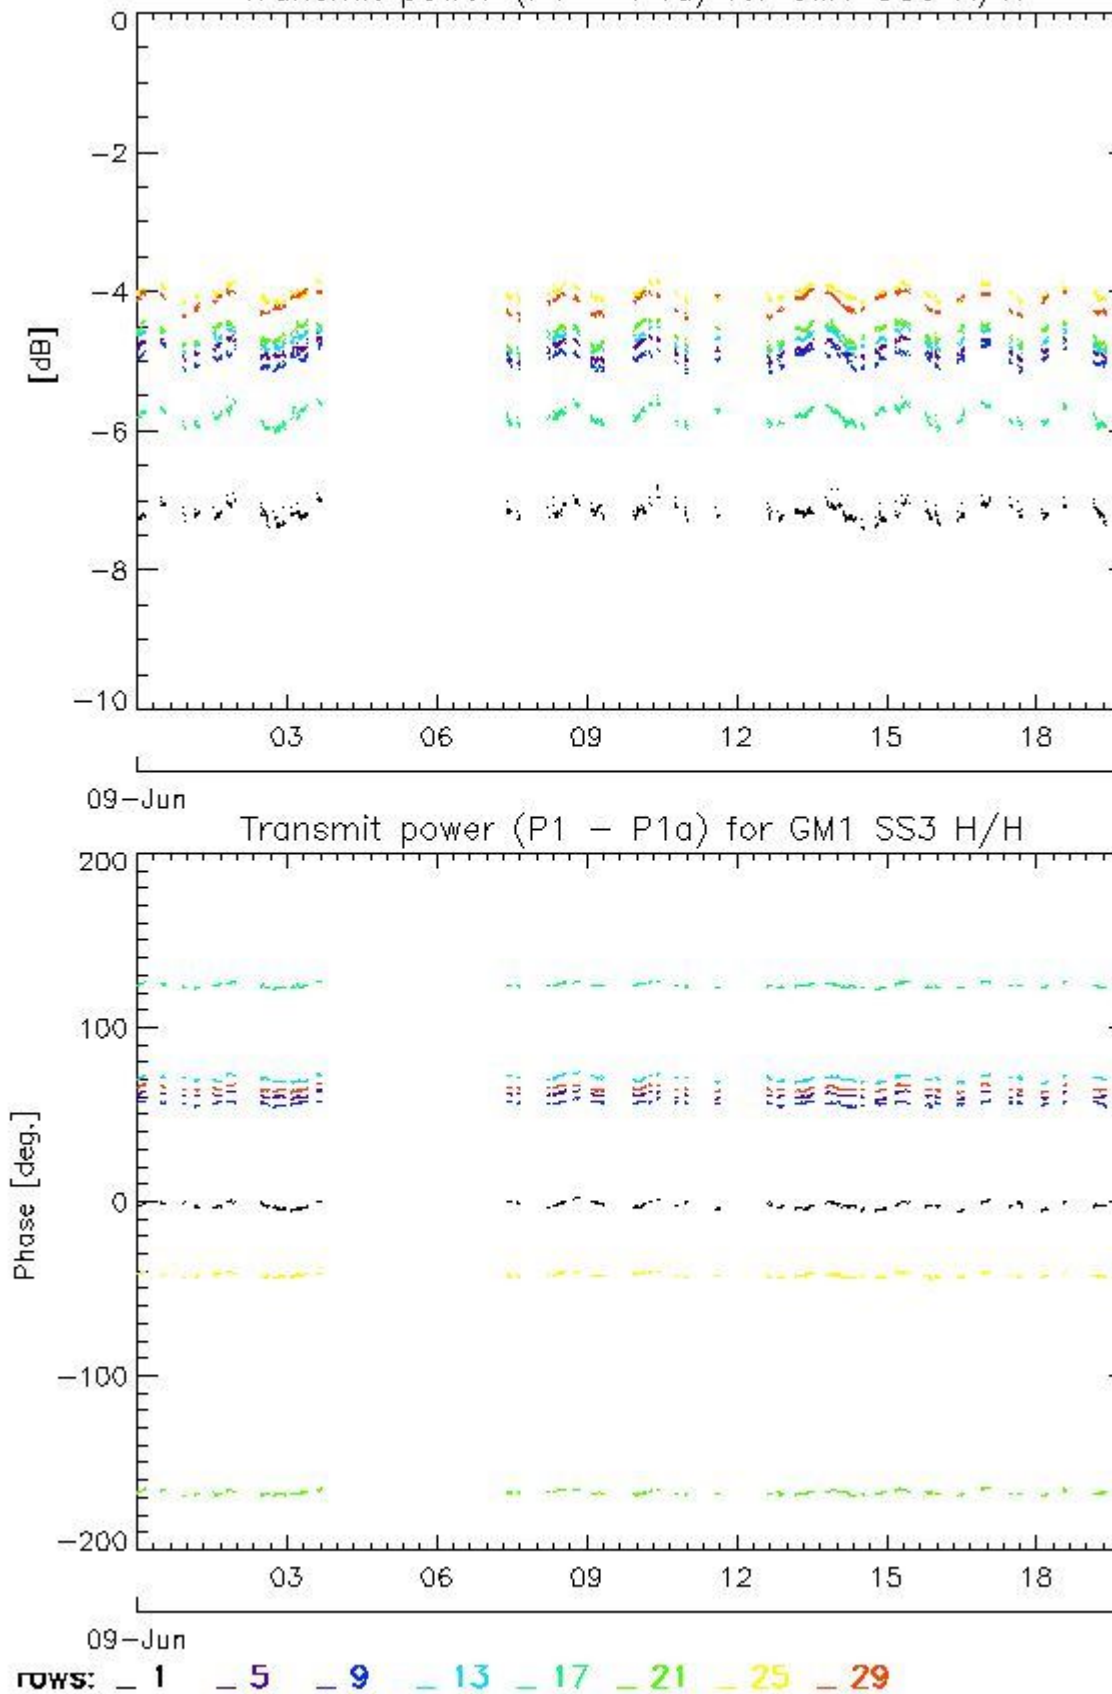 0
−2
−4
[dB]
−6
−8
−10
03 06 09 12 15 18
09−Jun
Transmit power (P1 − P1a) for GM1 SS3 H/H
200
100
Phase [deg.]
0
−100
−200
03 06 09 12 15 18
09−Jun
rows: _ 1 _ 5 _ 9 _ 13 _ 17 _ 21 _ 25 _ 29